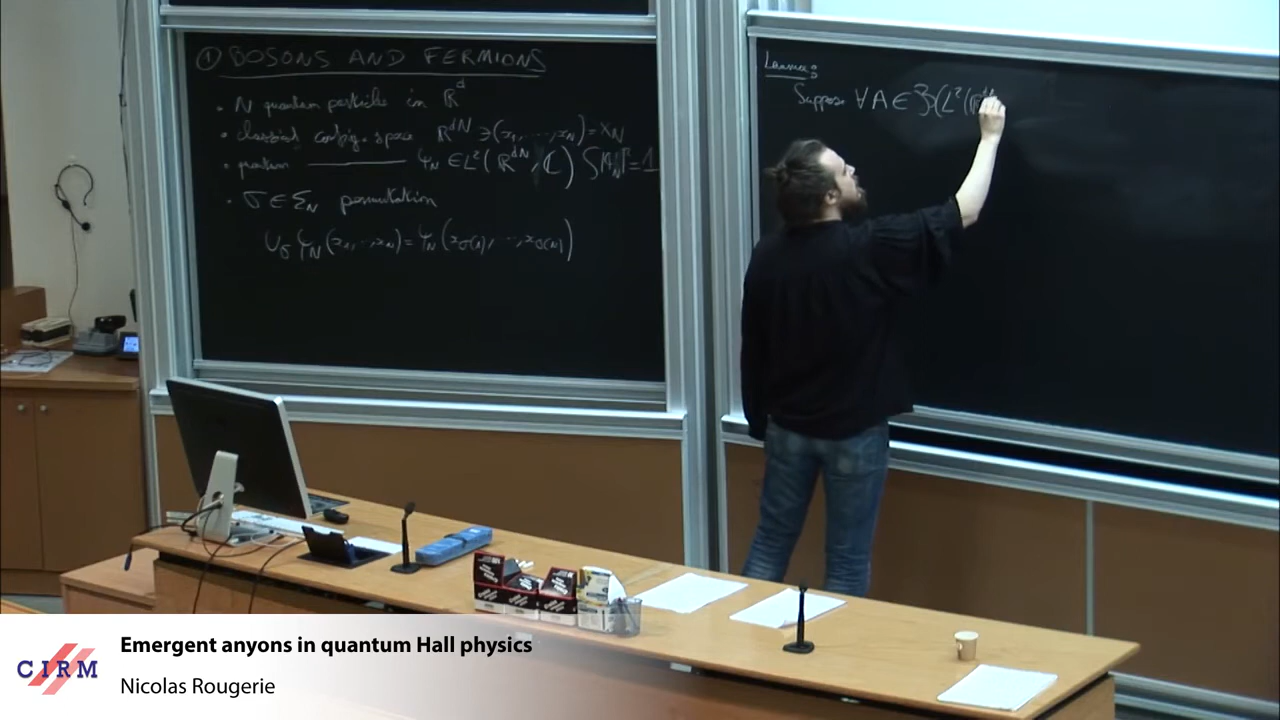 ① BOSONS AND FERMIONS
• N quantum particles in ℝ^d
• classical config. space ℝ^{dN} ∋ (x_1, ..., x_N) = X_N
• quantum ——— Ψ_N ∈ L²(ℝ^{dN}, ℂ) ∫|Ψ_N|² = 1
• σ ∈ Σ_N permutation
U_σ Ψ_N (x_1, ..., x_N) = Ψ_N (x_{σ(1)}, ..., x_{σ(N)})
Lemma:
Suppose ∀ A ∈ 𝔅(L²(ℝ^d
CIRM
Emergent anyons in quantum Hall physics
Nicolas Rougerie